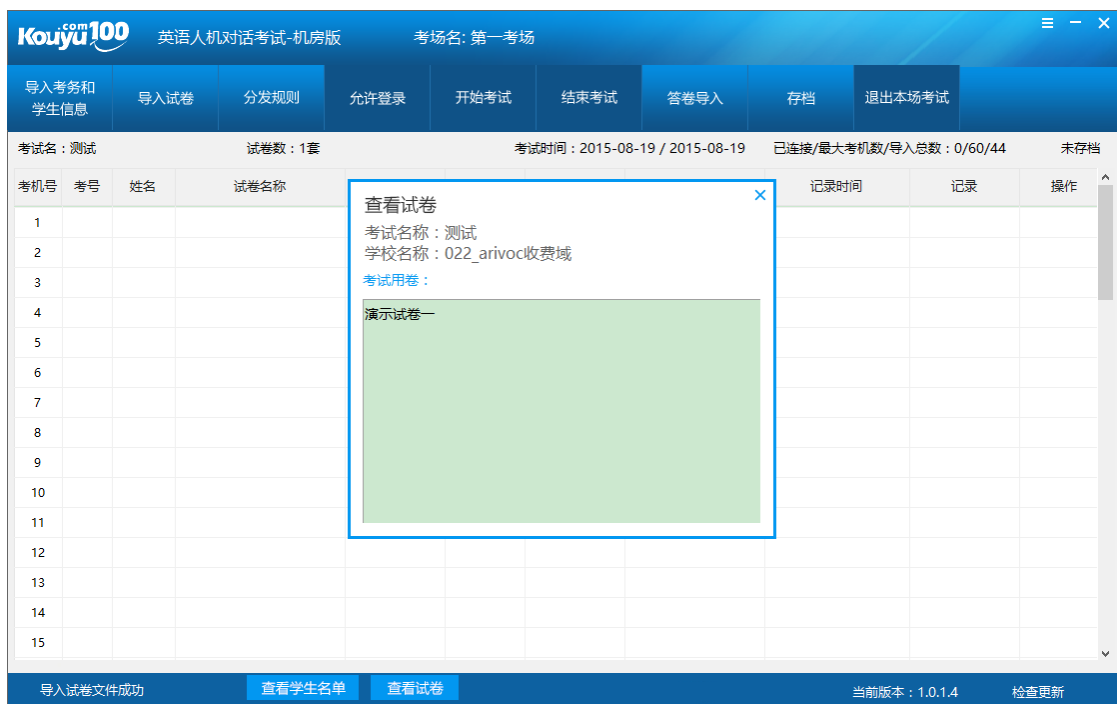 Kouyu100.com
英语人机对话考试-机房版
考场名: 第一考场
导入考务和
学生信息
导入试卷
分发规则
允许登录
开始考试
结束考试
答卷导入
存档
退出本场考试
考试名：测试
试卷数：1套
考试时间：2015-08-19 / 2015-08-19
已连接/最大考机数/导入总数：0/60/44
未存档
考机号 考号 姓名 试卷名称 记录时间 记录 操作
查看试卷
考试名称：测试
学校名称：022_arivoc收费域
考试用卷：
演示试卷一
1
2
3
4
5
6
7
8
9
10
11
12
13
14
15
导入试卷文件成功
查看学生名单
查看试卷
当前版本：1.0.1.4
检查更新